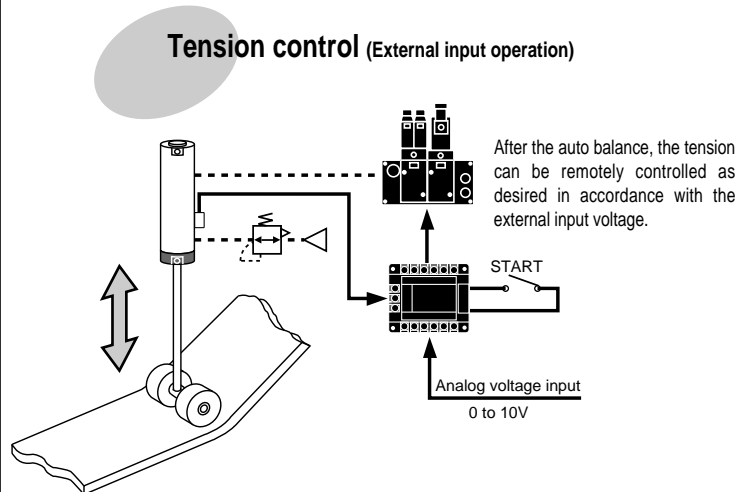 Tension control (External input operation)
After the auto balance, the tension
can be remotely controlled as
desired in accordance with the
external input voltage.
START
Analog voltage input
0 to 10V